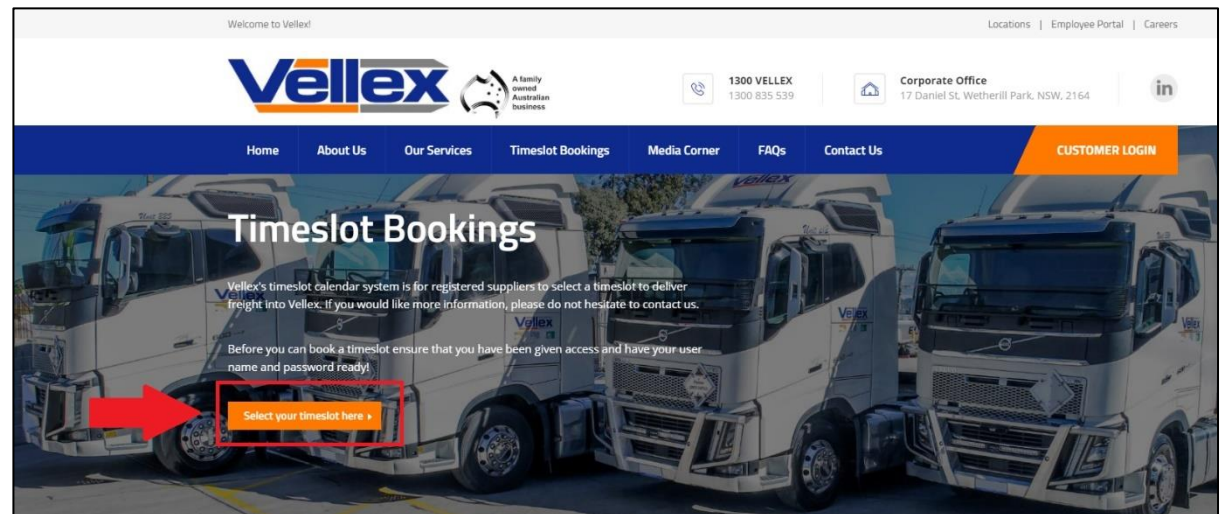 Welcome to Vellex!
Locations | Employee Portal | Careers
Vellex
A family
owned
Australian
business
1300 VELLEX
1300 835 539
Corporate Office
17 Daniel St, Wetherill Park, NSW, 2164
in
Home About Us Our Services Timeslot Bookings Media Corner FAQs Contact Us CUSTOMER LOGIN
Timeslot Bookings
Vellex's timeslot calendar system is for registered suppliers to select a timeslot to deliver
freight into Vellex. If you would like more information, please do not hesitate to contact us.
Before you can book a timeslot ensure that you have been given access and have your user
name and password ready!
Select your timeslot here
Vellex
Vellex
Vellex
Vellex
Vellex